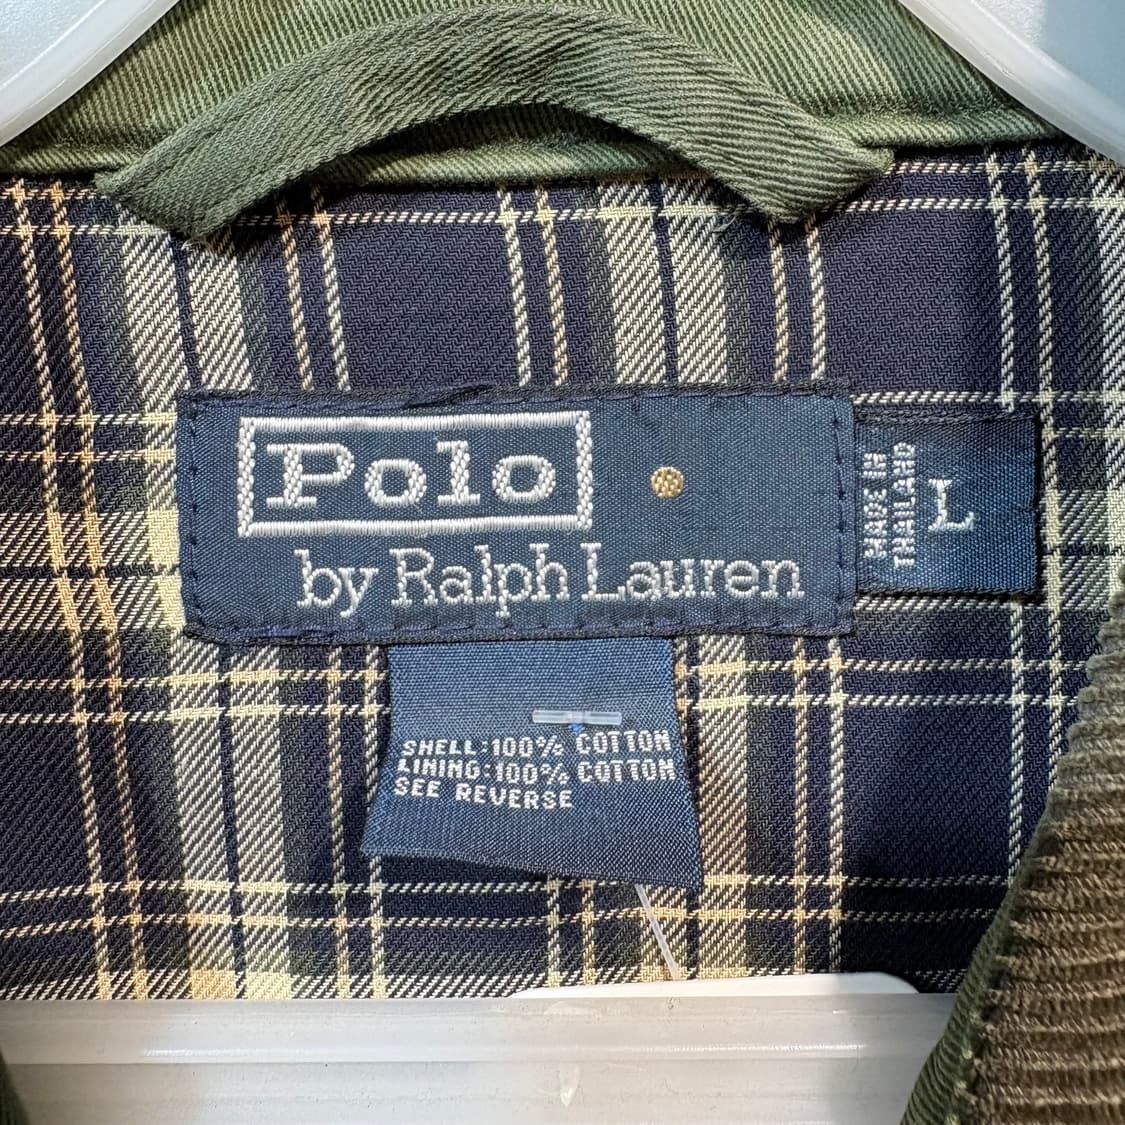 Polo
by Ralph Lauren
MADE IN
THAILAND
L
SHELL:100% COTTON
LINING:100% COTTON
SEE REVERSE